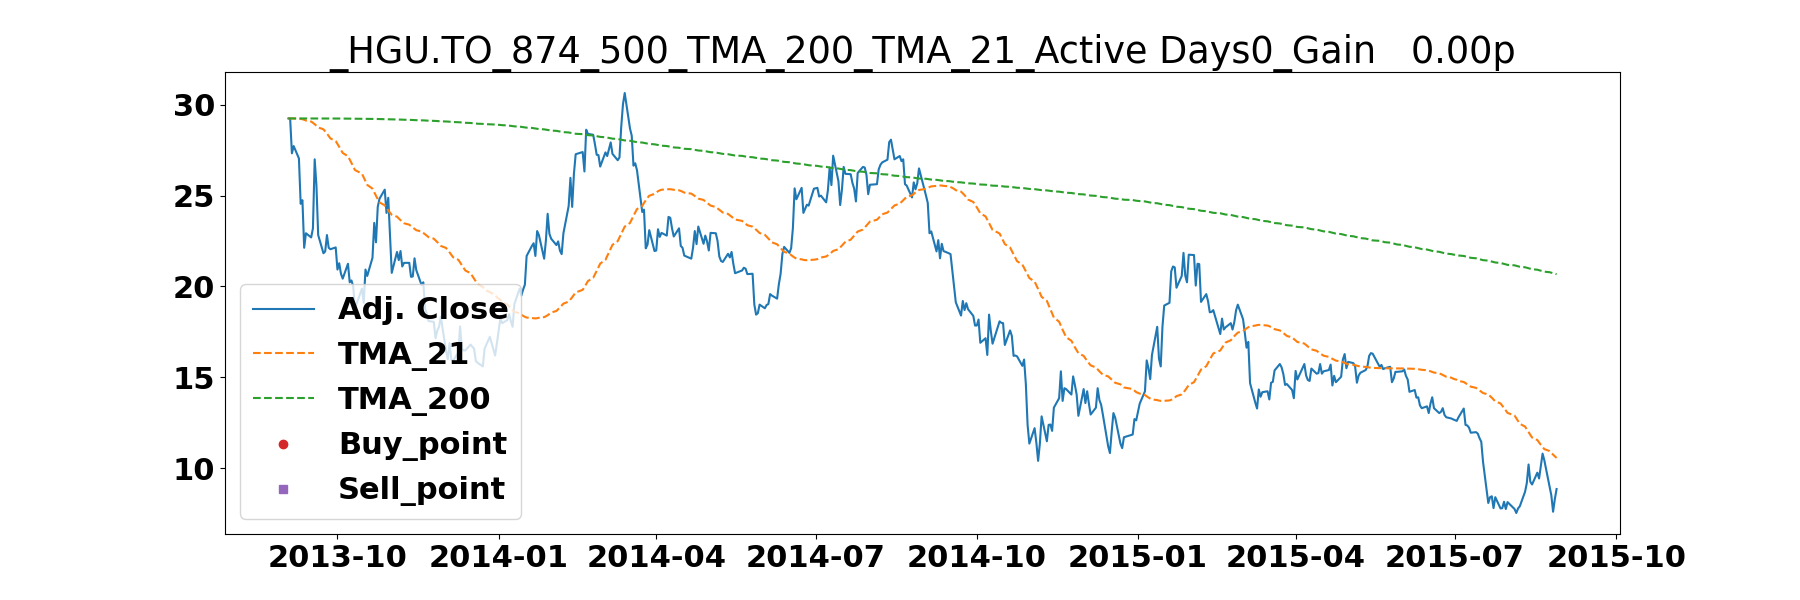 _HGU.TO_874_500_TMA_200_TMA_21_Active Days0_Gain   0.00p
30
25
20
15
10
Adj. Close
TMA_21
TMA_200
Buy_point
Sell_point
2013-10 2014-01 2014-04 2014-07 2014-10 2015-01 2015-04 2015-07 2015-10